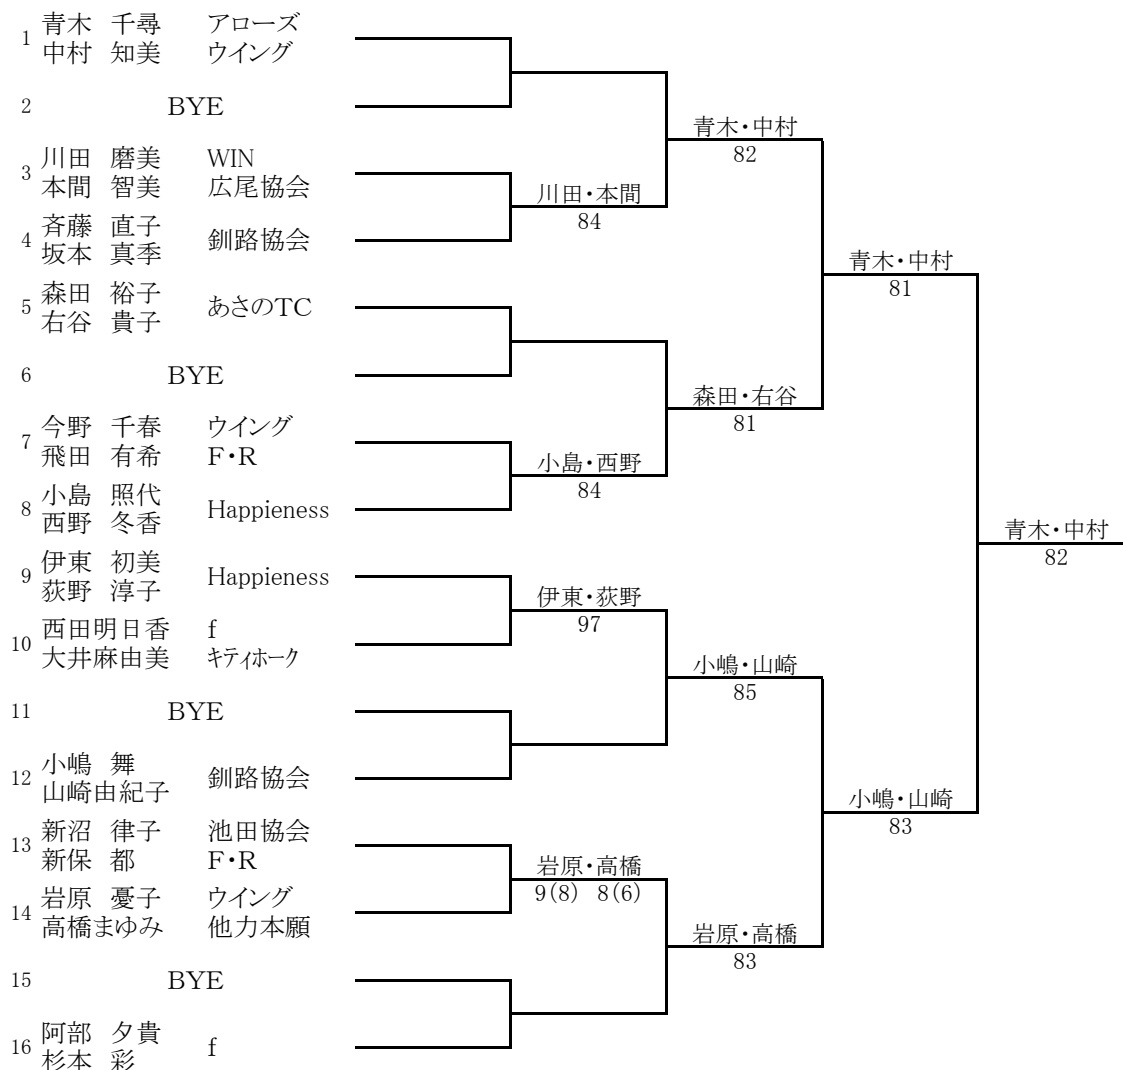 1 青木 千尋 アローズ
中村 知美 ウイング
2 BYE
3 川田 磨美 WIN
本間 智美 広尾協会
4 斉藤 直子 釧路協会
坂本 真季
5 森田 裕子 あさのTC
右谷 貴子
6 BYE
7 今野 千春 ウイング
飛田 有希 F・R
8 小島 照代 Happieness
西野 冬香
9 伊東 初美 Happieness
荻野 淳子
10 西田明日香 f
大井麻由美 キティホーク
11 BYE
12 小嶋 舞 釧路協会
山崎由紀子
13 新沼 律子 池田協会
新保 都 F・R
14 岩原 憂子 ウイング
高橋まゆみ 他力本願
15 BYE
16 阿部 夕貴 f
杉本 彩
川田・本間
84
小島・西野
84
伊東・荻野
97
岩原・高橋
9(8) 8(6)
青木・中村
82
森田・右谷
81
小嶋・山崎
85
岩原・高橋
83
青木・中村
81
小嶋・山崎
83
青木・中村
82